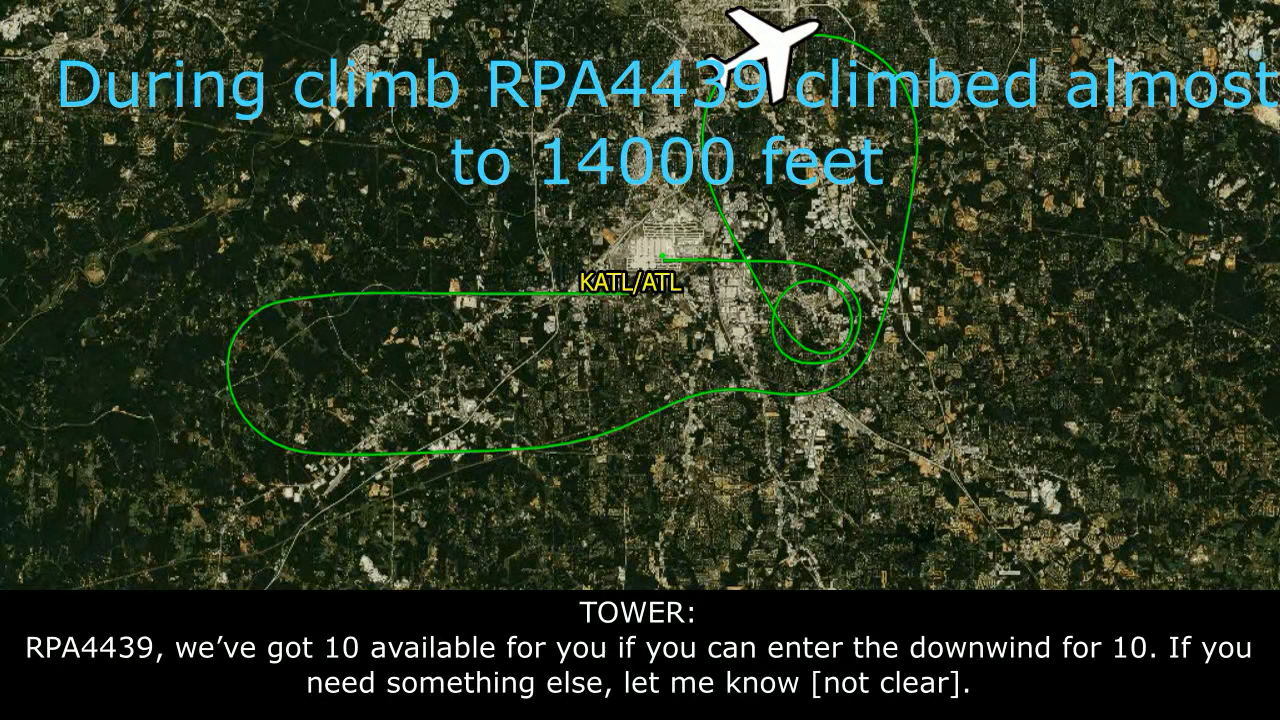 During climb RPA4439 climbed almost
to 14000 feet
KATL/ATL
TOWER:
RPA4439, we’ve got 10 available for you if you can enter the downwind for 10. If you
need something else, let me know [not clear].